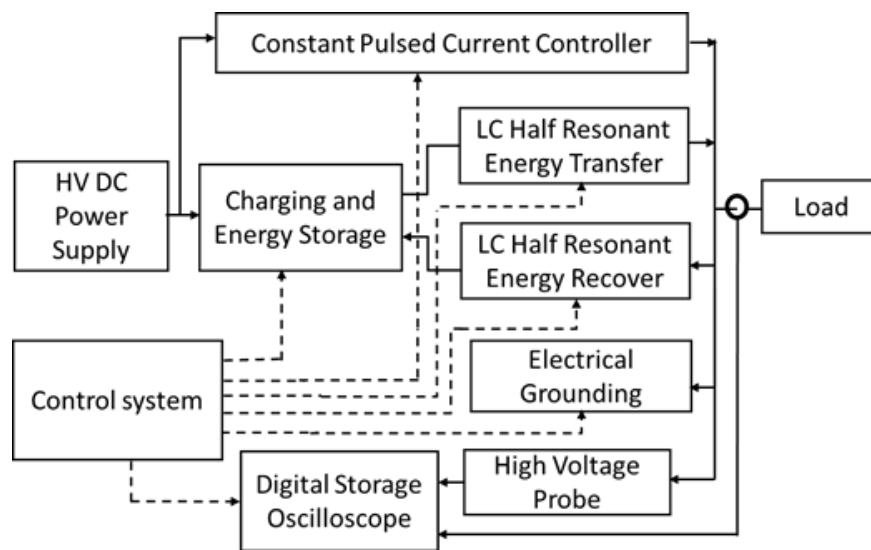 Constant Pulsed Current Controller
LC Half Resonant
Energy Transfer
HV DC
Power
Supply
Charging and
Energy Storage
Load
LC Half Resonant
Energy Recover
Control system
Electrical
Grounding
High Voltage
Probe
Digital Storage
Oscilloscope